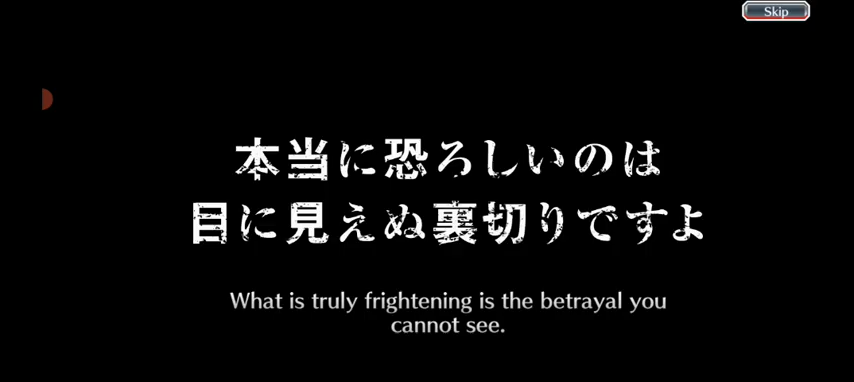 Skip
本当に恐ろしいのは
目に見えぬ裏切りですよ
What is truly frightening is the betrayal you
cannot see.